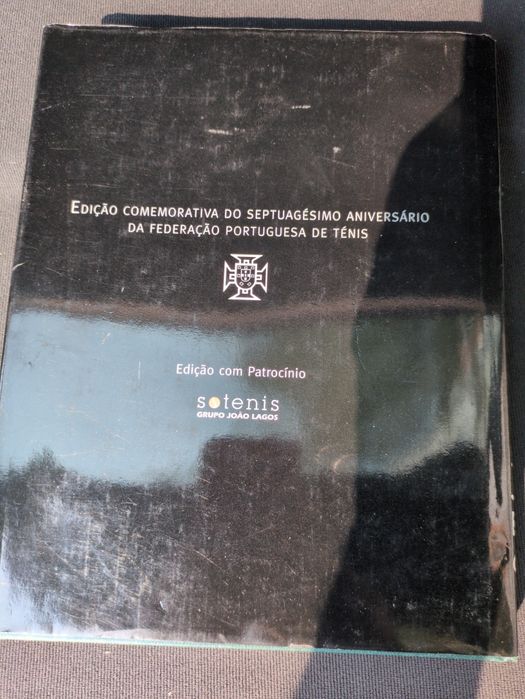 EDIÇÃO COMEMORATIVA DO SEPTUAGÉSIMO ANIVERSÁRIO
DA FEDERAÇÃO PORTUGUESA DE TÉNIS
Edição com Patrocínio
sotenis
GRUPO JOÃO LAGOS